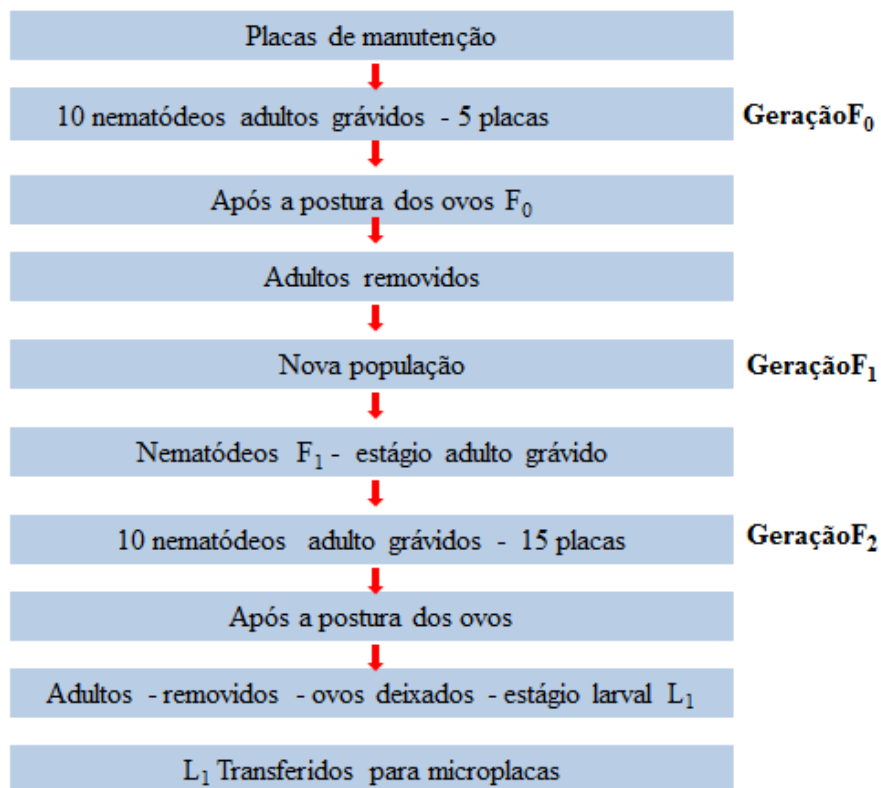 Placas de manutenção
10 nematódeos adultos grávidos - 5 placas
GeraçãoF₀
Após a postura dos ovos F₀
Adultos removidos
Nova população
GeraçãoF₁
Nematódeos F₁ - estágio adulto grávido
10 nematódeos adulto grávidos - 15 placas
GeraçãoF₂
Após a postura dos ovos
Adultos - removidos - ovos deixados - estágio larval L₁
L₁ Transferidos para microplacas